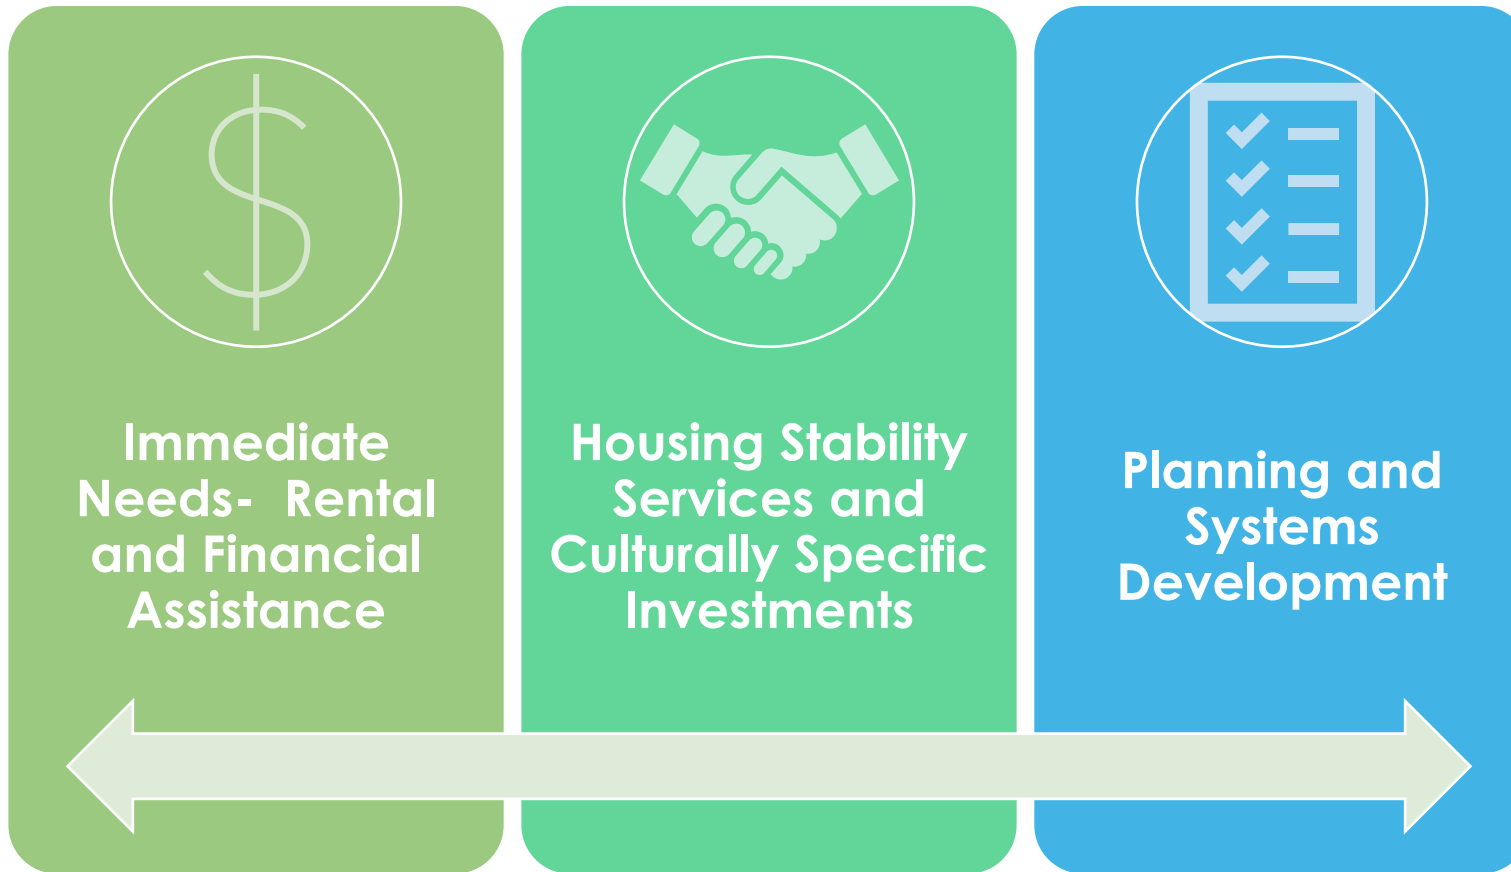 Immediate
Needs-  Rental
and Financial
Assistance
Housing Stability
Services and
Culturally Specific
Investments
Planning and
Systems
Development